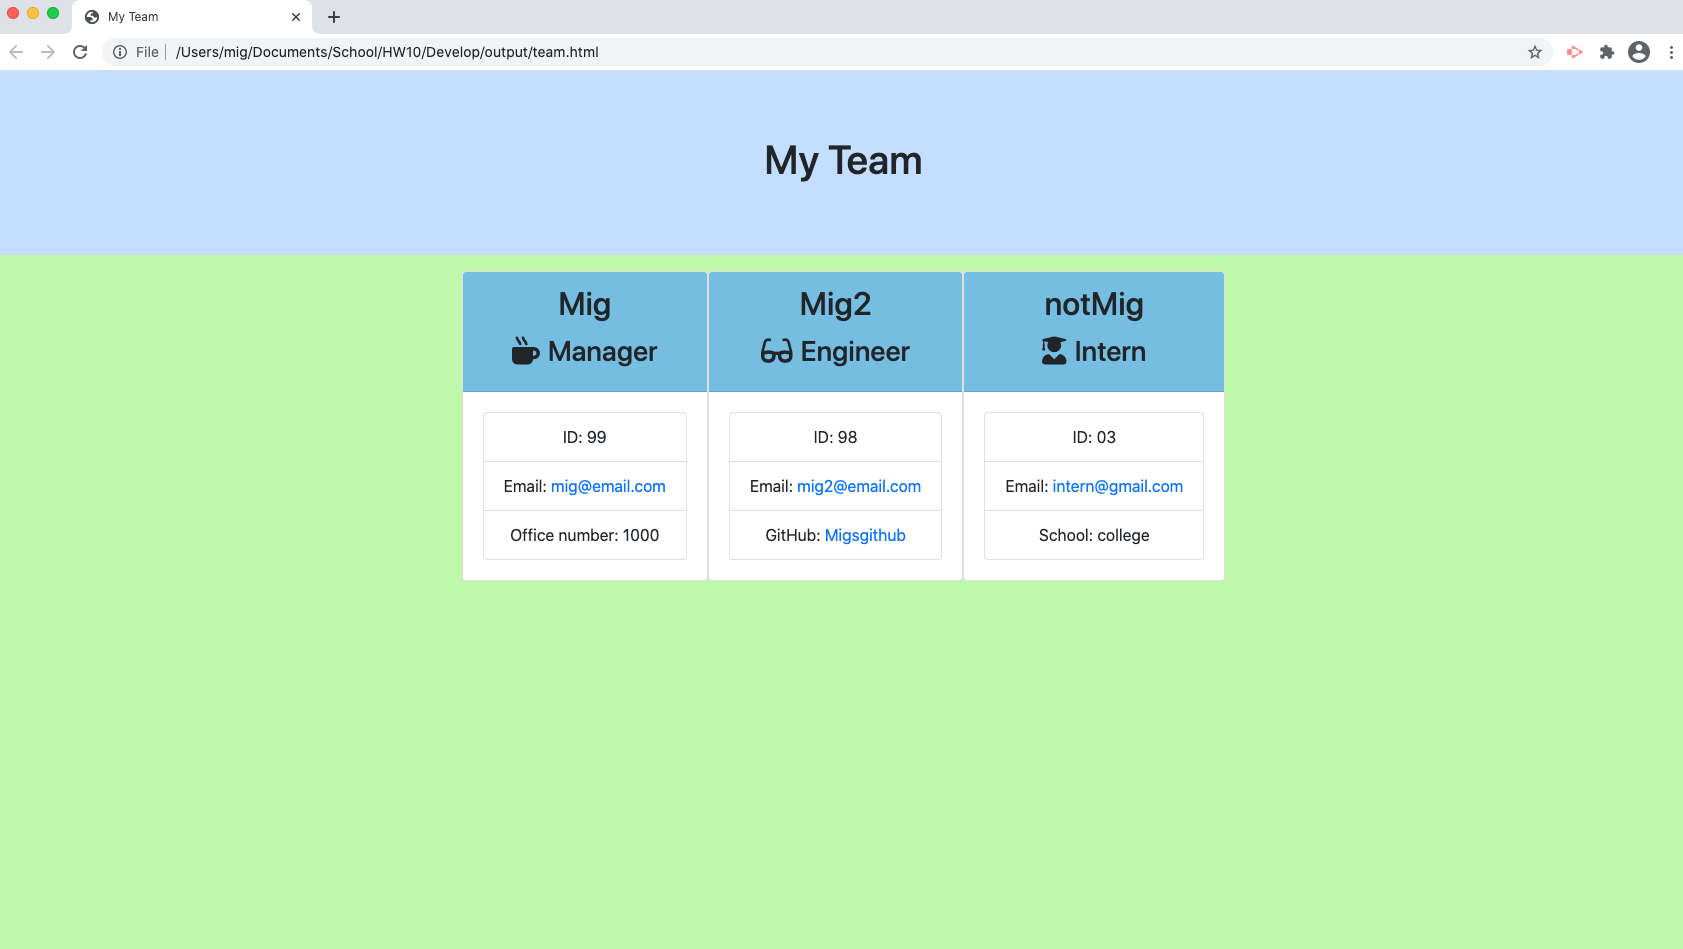 My Team
File
/Users/mig/Documents/School/HW10/Develop/output/team.html
My Team
Mig
Manager
ID: 99
Email: mig@email.com
Office number: 1000
Mig2
Engineer
ID: 98
Email: mig2@email.com
GitHub: Migsgithub
notMig
Intern
ID: 03
Email: intern@gmail.com
School: college